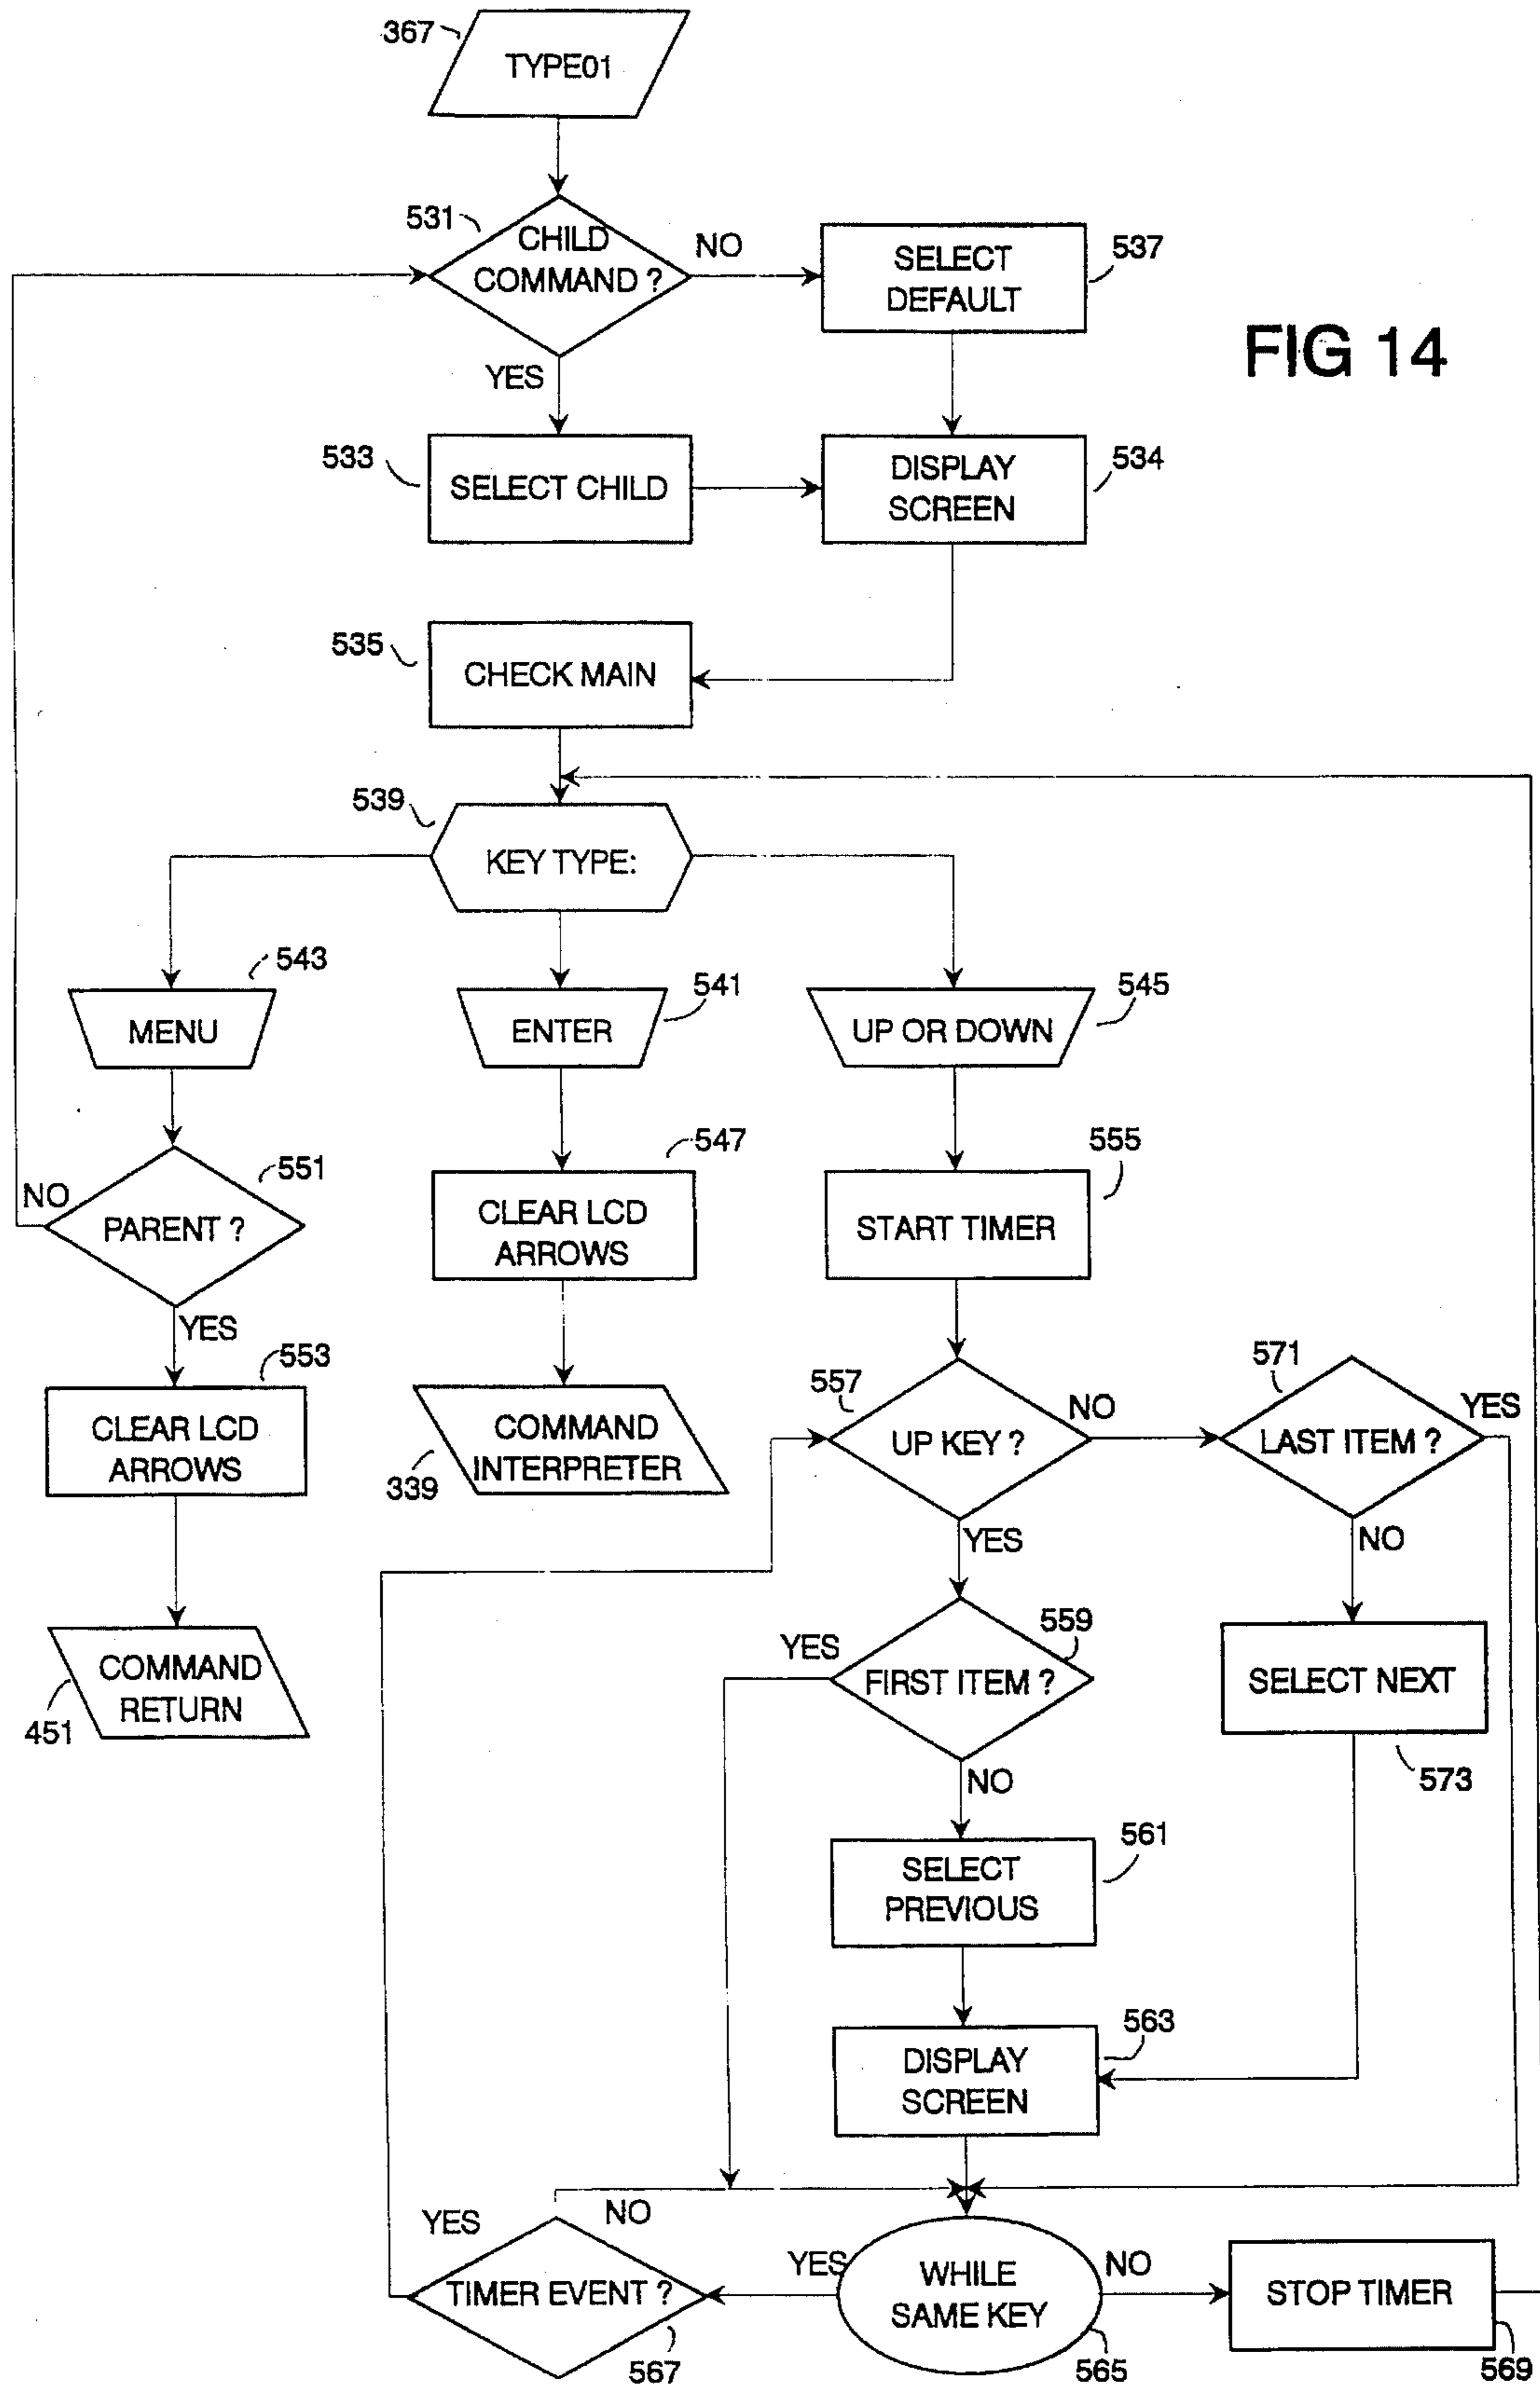 367
TYPE01
531
CHILD
COMMAND ?
NO
SELECT
DEFAULT
537
FIG 14
YES
533
SELECT CHILD
DISPLAY
SCREEN
534
535
CHECK MAIN
539
KEY TYPE:
543
MENU
541
ENTER
545
UP OR DOWN
551
NO
PARENT ?
YES
547
CLEAR LCD
ARROWS
555
START TIMER
553
CLEAR LCD
ARROWS
339
COMMAND
INTERPRETER
557
UP KEY ?
NO
571
LAST ITEM ?
YES
YES
NO
451
COMMAND
RETURN
559
YES
FIRST ITEM ?
NO
SELECT NEXT
573
561
SELECT
PREVIOUS
563
DISPLAY
SCREEN
YES
NO
TIMER EVENT ?
567
YES
WHILE
SAME KEY
565
NO
STOP TIMER
569